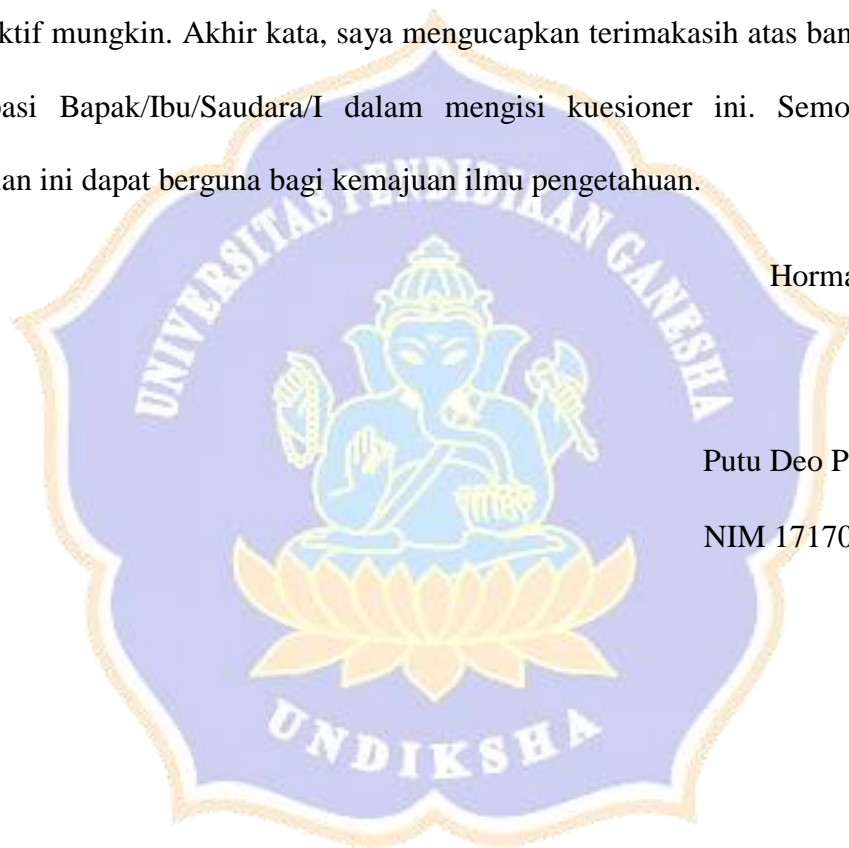 ktif mungkin. Akhir kata, saya mengucapkan terimakasih atas ban
pasi Bapak/Ibu/Saudara/I dalam mengisi kuesioner ini. Semo
an ini dapat berguna bagi kemajuan ilmu pengetahuan.
UNIVERSITAS PENDIDIKAN GANESHA
Horma
Putu Deo P
NIM 17170
UNDIKSHA